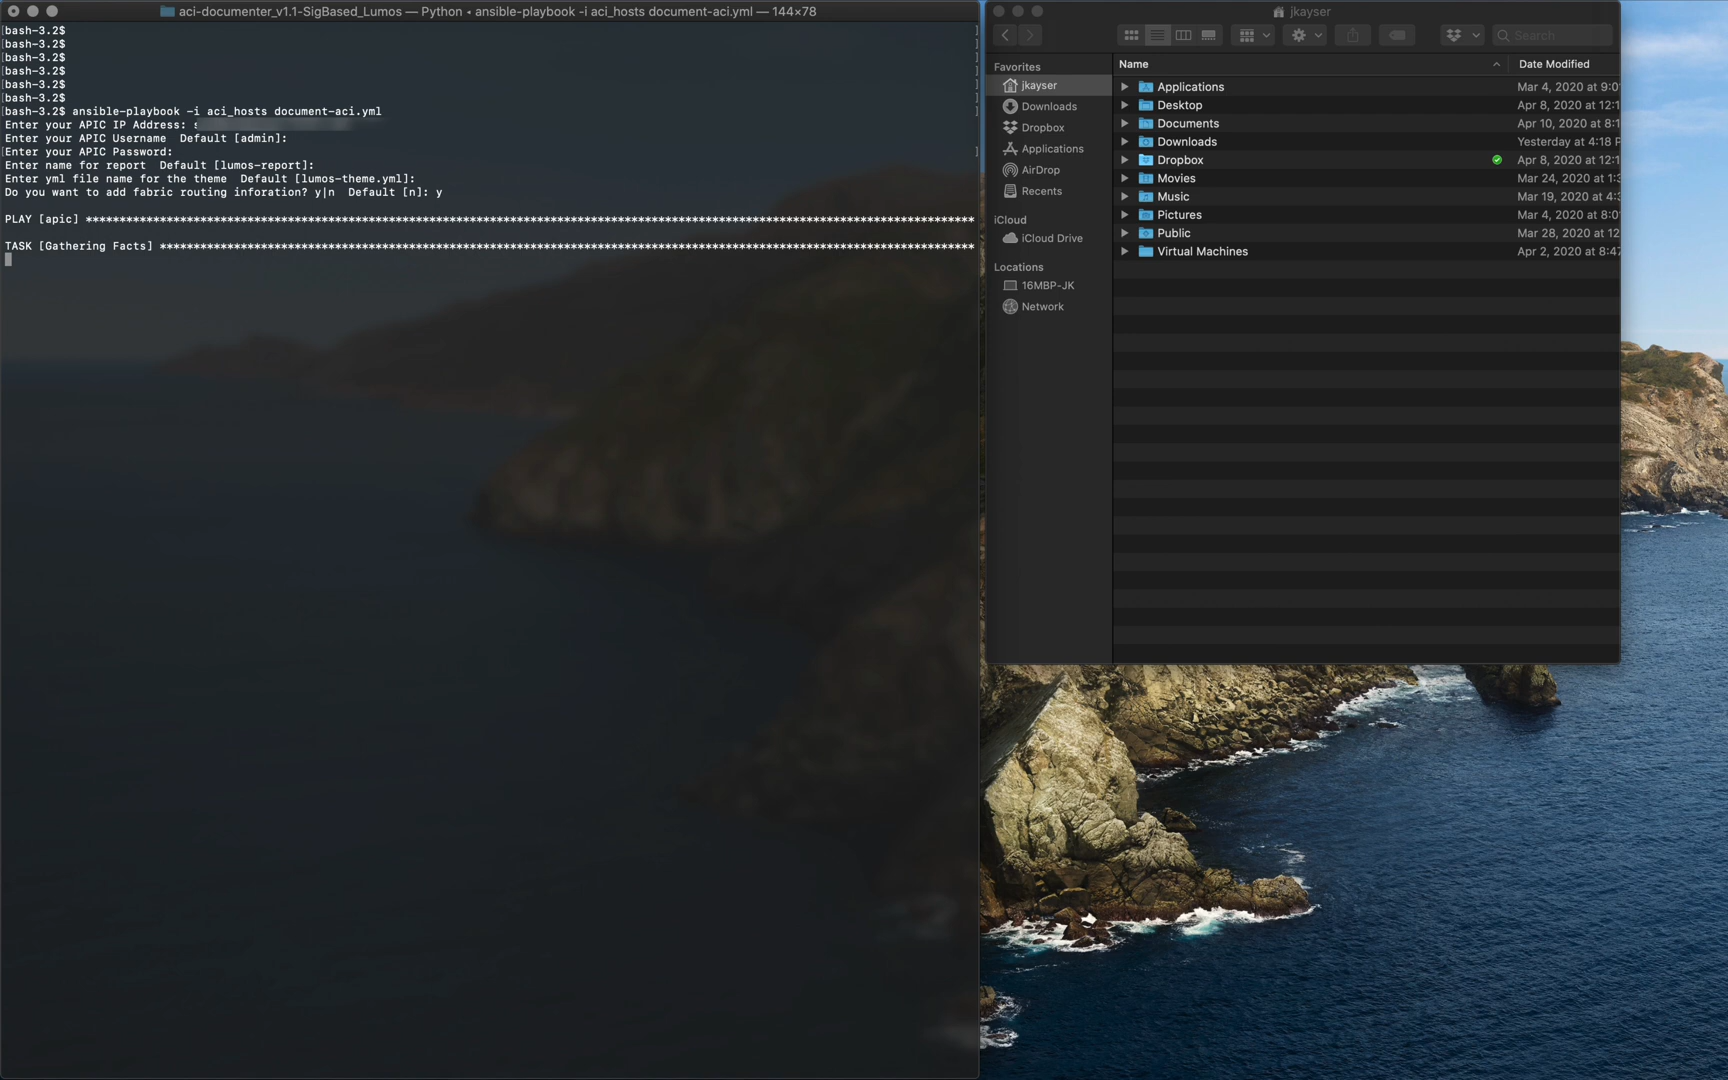 aci-documenter_v1.1-SigBased_Lumos — Python • ansible-playbook -i aci_hosts document-aci.yml — 144×78
[bash-3.2$
[bash-3.2$
[bash-3.2$
[bash-3.2$
[bash-3.2$
[bash-3.2$
[bash-3.2$ ansible-playbook -i aci_hosts document-aci.yml
Enter your APIC IP Address: s
Enter your APIC Username  Default [admin]:
[Enter your APIC Password:
Enter name for report  Default [lumos-report]:
Enter yml file name for the theme  Default [lumos-theme.yml]:
Do you want to add fabric routing inforation? y|n  Default [n]: y
PLAY [apic] ************************************************************************************************************************************
TASK [Gathering Facts] *************************************************************************************************************************
jkayser
Search
Favorites
jkayser
Downloads
Dropbox
Applications
AirDrop
Recents
iCloud
iCloud Drive
Locations
16MBP-JK
Network
Name Date Modified
Applications Mar 4, 2020 at 9:0
Desktop Apr 8, 2020 at 12:1
Documents Apr 10, 2020 at 8:1
Downloads Yesterday at 4:18 P
Dropbox Apr 8, 2020 at 12:1
Movies Mar 24, 2020 at 1:3
Music Mar 19, 2020 at 4:3
Pictures Mar 4, 2020 at 8:0
Public Mar 28, 2020 at 12
Virtual Machines Apr 2, 2020 at 8:47